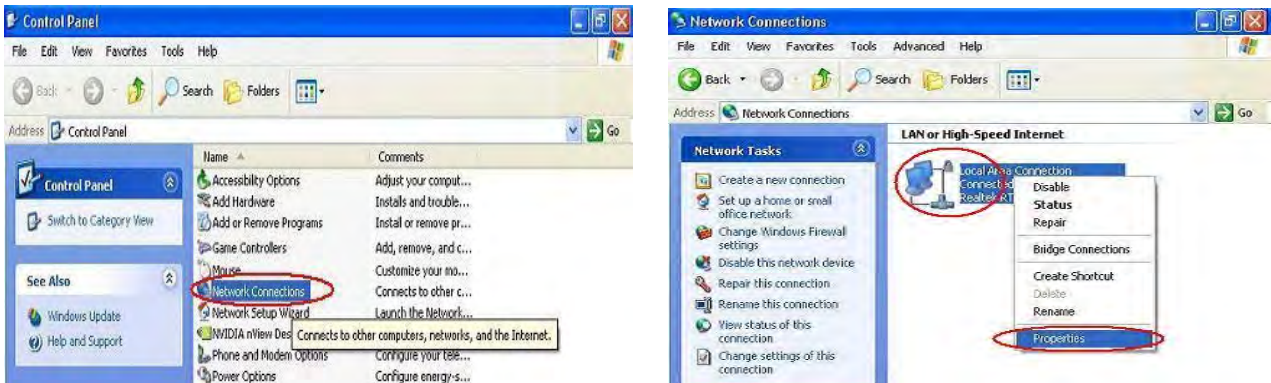 Control Panel
File Edit View Favorites Tools Help
Back Search Folders
Address Control Panel Go
Control Panel
Switch to Category View
See Also
Windows Update
Help and Support
Name Comments
Accessibility Options Adjust your comput...
Add Hardware Installs and trouble...
Add or Remove Programs Install or remove pr...
Game Controllers Add, remove, and c...
Mouse Customize your mo...
Network Connections Connects to other c...
Network Setup Wizard Launch the Network...
NVIDIA nView Des
Connects to other computers, networks, and the Internet.
Phone and Modem Options Configure your tele...
Power Options Configure energy-s...
Network Connections
File Edit View Favorites Tools Advanced Help
Back Search Folders
Address Network Connections Go
Network Tasks
Create a new connection
Set up a home or small
office network
Change Windows Firewall
settings
Disable this network device
Repair this connection
Rename this connection
View status of this
connection
Change settings of this
connection
LAN or High-Speed Internet
Local Area Connection
Connected
Realtek RT
Disable
Status
Repair
Bridge Connections
Create Shortcut
Delete
Rename
Properties